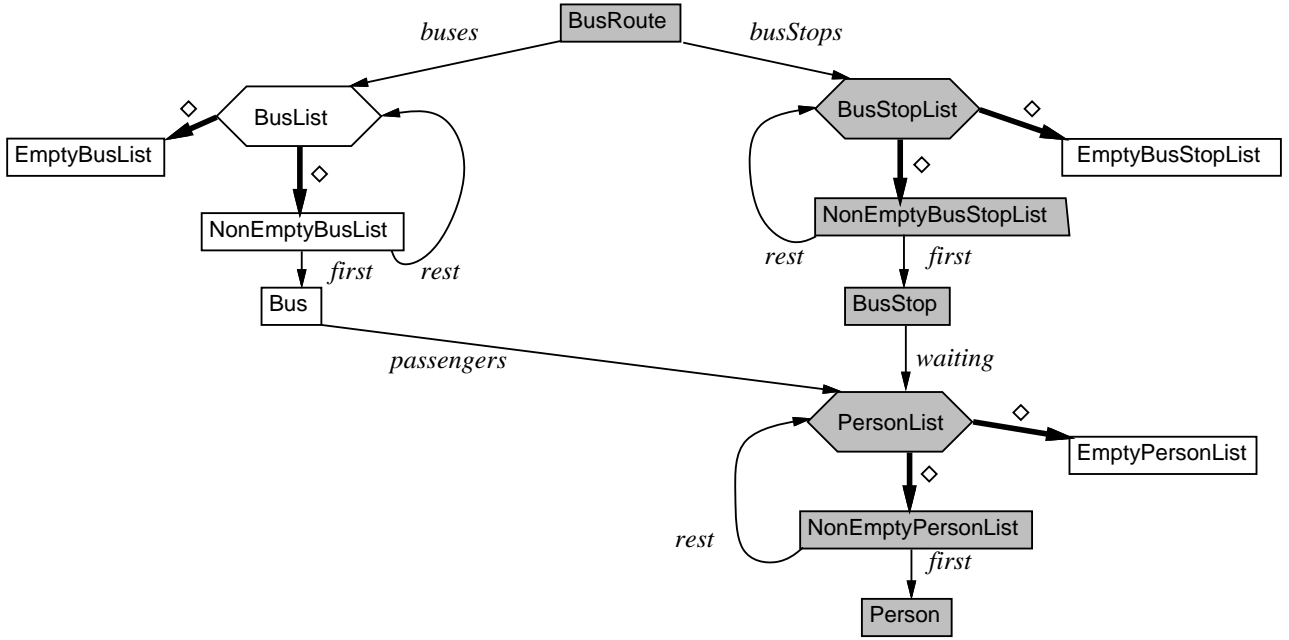 BusRoute
buses
busStops
BusList
BusStopList
EmptyBusList
EmptyBusStopList
NonEmptyBusList
NonEmptyBusStopList
first
rest
rest
first
Bus
BusStop
passengers
waiting
PersonList
EmptyPersonList
NonEmptyPersonList
rest
first
Person